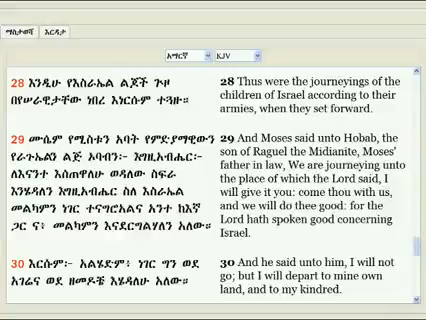 ማስታወሻ እርዳታ
አማርኛ KJV
28 እንዲሁ የእስራኤል ልጆች ጉዞ
በየሠራዊታቸው ነበረ እነርሱም ተጓዙ።
29 ሙሴም የሚስቱን አባት የምድያማዊውን
የራጉኤልን ልጅ ኦባብን፦ እግዚአብሔር፦
ለእናንተ እሰጠዋለሁ ወዳለው ስፍራ
እንሄዳለን እግዚአብሔር ስለ እስራኤል
መልካምን ነገር ተናግሮአልና አንተ ከእኛ
ጋር ና፥ መልካምን እናደርግልሃለን አለው።
30 እርሱም፦ አልሄድም፥ ነገር ግን ወደ
አገሬና ወደ ዘመዶቼ እሄዳለሁ አለው።
28 Thus were the journeyings of the
children of Israel according to their
armies, when they set forward.
29 And Moses said unto Hobab, the
son of Raguel the Midianite, Moses'
father in law, We are journeying unto
the place of which the Lord said, I
will give it you: come thou with us,
and we will do thee good: for the
Lord hath spoken good concerning
Israel.
30 And he said unto him, I will not
go; but I will depart to mine own
land, and to my kindred.